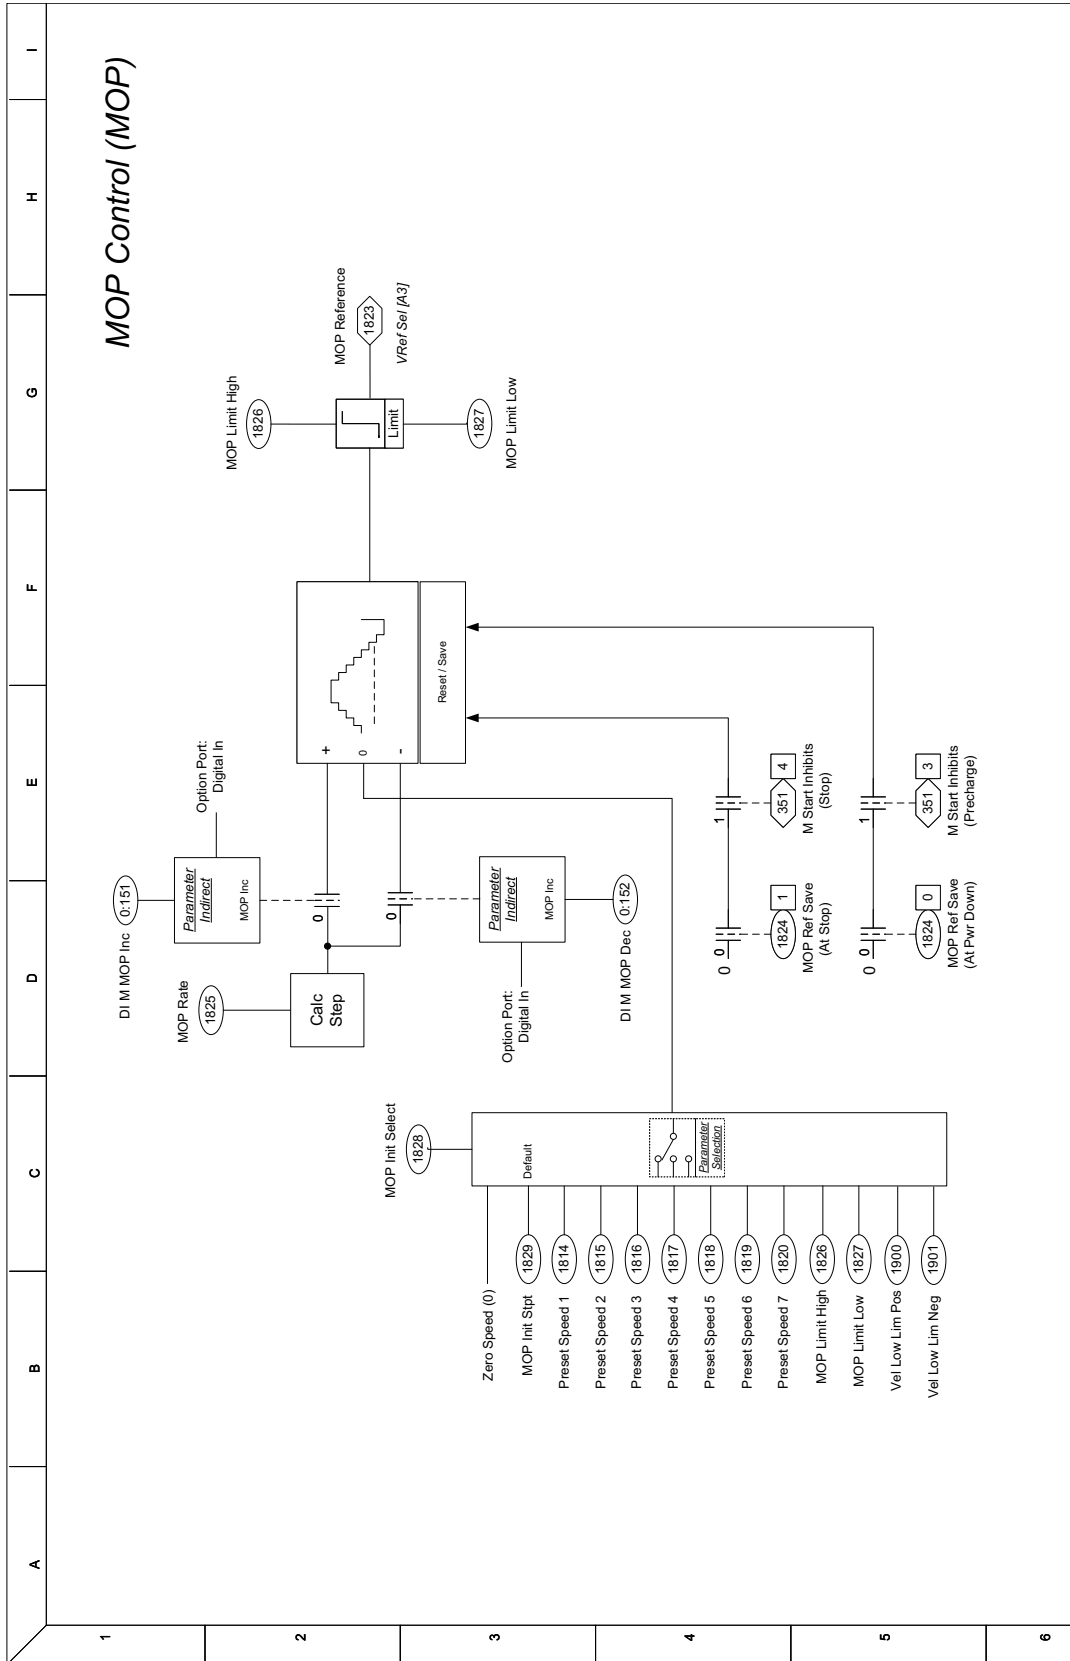 A
B
C
D
E
F
G
H
I
1
2
3
4
5
6
MOP Control (MOP)
DI M MOP Inc
0:151
Parameter
Indirect
MOP Inc
Option Port:
Digital In
MOP Rate
1825
Calc
Step
0
0
Parameter
Indirect
MOP Inc
Option Port:
Digital In
DI M MOP Dec
0:152
+
0
-
Reset / Save
MOP Limit High
1826
Limit
MOP Reference
1823
VRef Sel [A3]
1827
MOP Limit Low
MOP Init Select
1828
Default
Parameter
Selection
Zero Speed (0)
MOP Init Stpt
1829
Preset Speed 1
1814
Preset Speed 2
1815
Preset Speed 3
1816
Preset Speed 4
1817
Preset Speed 5
1818
Preset Speed 6
1819
Preset Speed 7
1820
MOP Limit High
1826
MOP Limit Low
1827
Vel Low Lim Pos
1900
Vel Low Lim Neg
1901
0
0
1
1824
1
MOP Ref Save
(At Stop)
351
4
M Start Inhibits
(Stop)
0
0
1
1824
0
MOP Ref Save
(At Pwr Down)
351
3
M Start Inhibits
(Precharge)